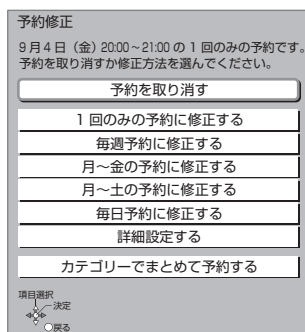 予約修正
9月4日（金）20:00～21:00の1回のみの予約です。
予約を取り消すか修正方法を選んでください。
予約を取り消す
1回のみの予約に修正する
毎週予約に修正する
月～金の予約に修正する
月～土の予約に修正する
毎日予約に修正する
詳細設定する
カテゴリーでまとめて予約する
項目選択
決定
戻る